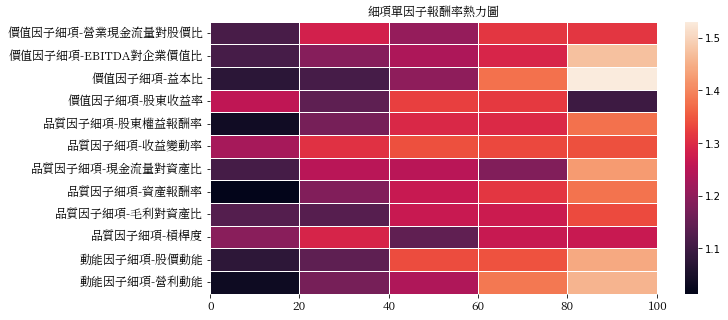 細項單因子報酬率熱力圖
價值因子細項-營業現金流量對股價比
價值因子細項-EBITDA對企業價值比
價值因子細項-益本比
價值因子細項-股東收益率
品質因子細項-股東權益報酬率
品質因子細項-收益變動率
品質因子細項-現金流量對資產比
品質因子細項-資產報酬率
品質因子細項-毛利對資產比
品質因子細項-槓桿度
動能因子細項-股價動能
動能因子細項-營利動能
0 20 40 60 80 100
1.5
1.4
1.3
1.2
1.1